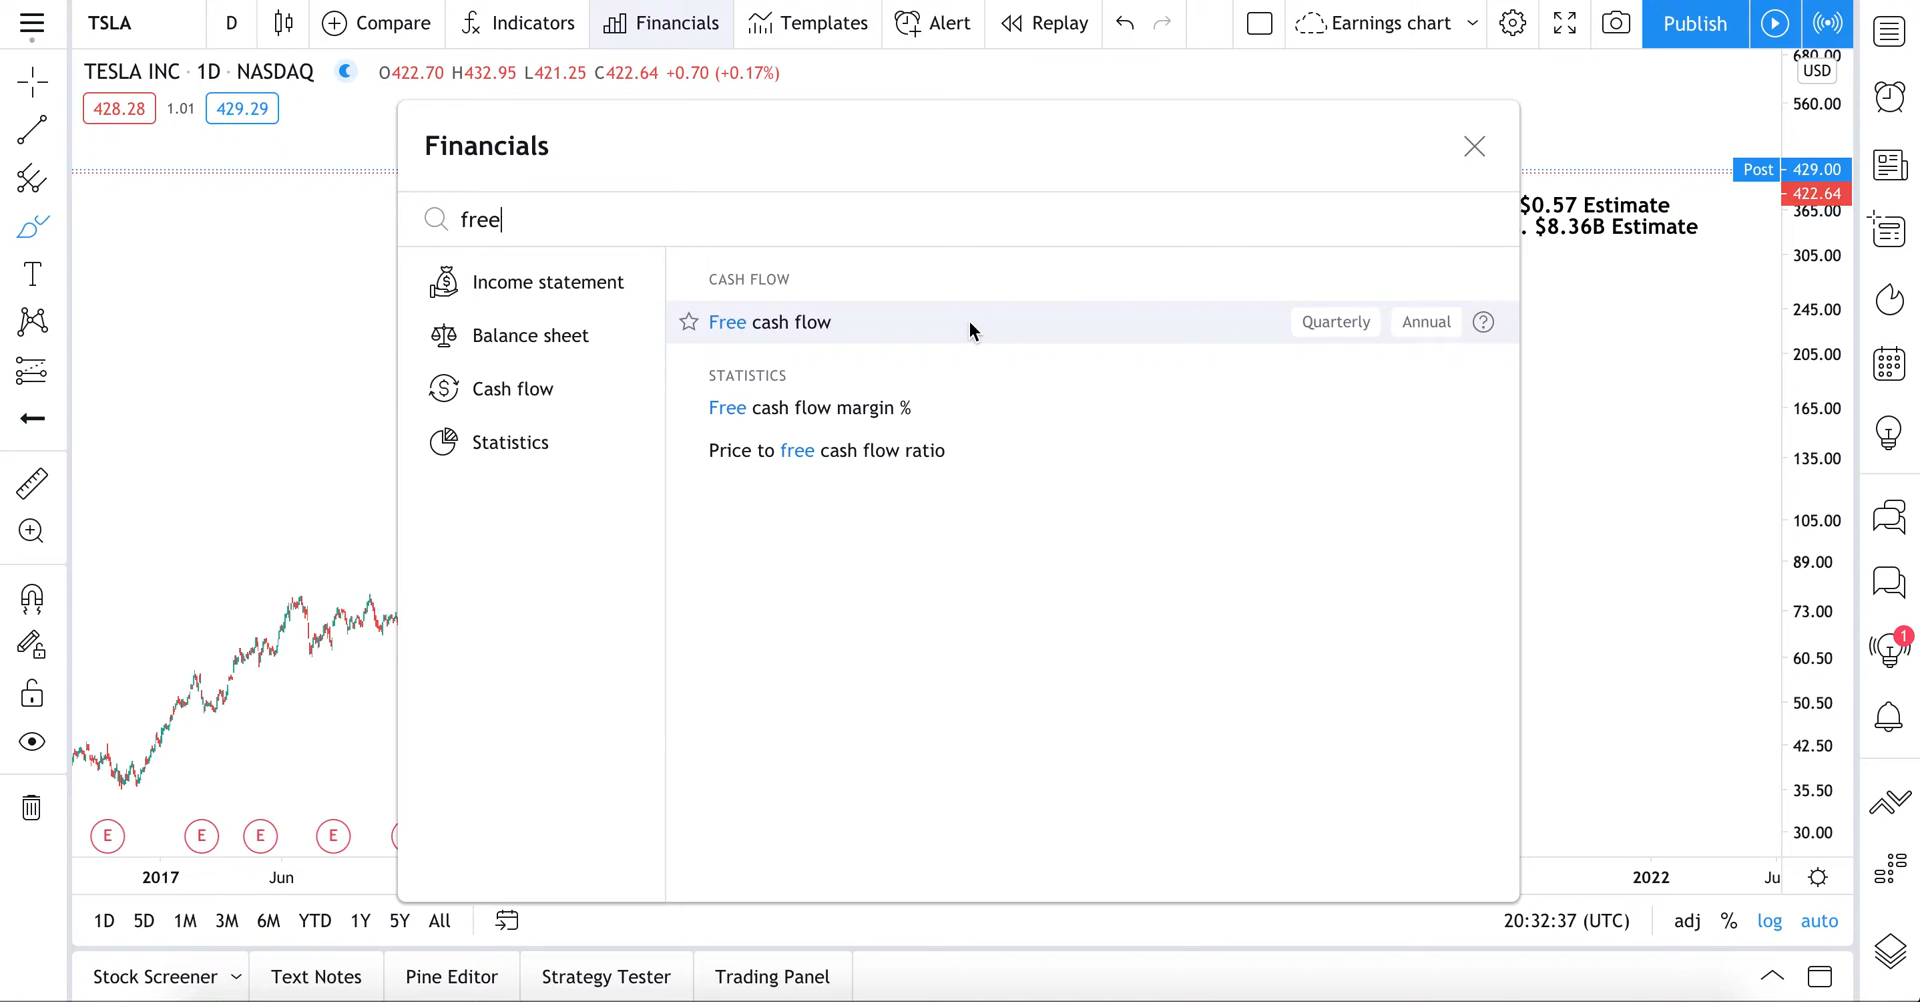 TSLA D Compare Indicators Financials Templates Alert Replay Earnings chart Publish
TESLA INC · 1D · NASDAQ O422.70 H432.95 L421.25 C422.64 +0.70 (+0.17%)
428.28 1.01 429.29
Financials
free
Income statement
Balance sheet
Cash flow
Statistics
CASH FLOW
Free cash flow Quarterly Annual ?
STATISTICS
Free cash flow margin %
Price to free cash flow ratio
$0.57 Estimate
. $8.36B Estimate
680.00
USD
560.00
Post 429.00
422.64
365.00
305.00
245.00
205.00
165.00
135.00
105.00
89.00
73.00
60.50
50.50
42.50
35.50
30.00
1
E E E E
2017 Jun 2022 Ju
1D 5D 1M 3M 6M YTD 1Y 5Y All 20:32:37 (UTC) adj % log auto
Stock Screener Text Notes Pine Editor Strategy Tester Trading Panel